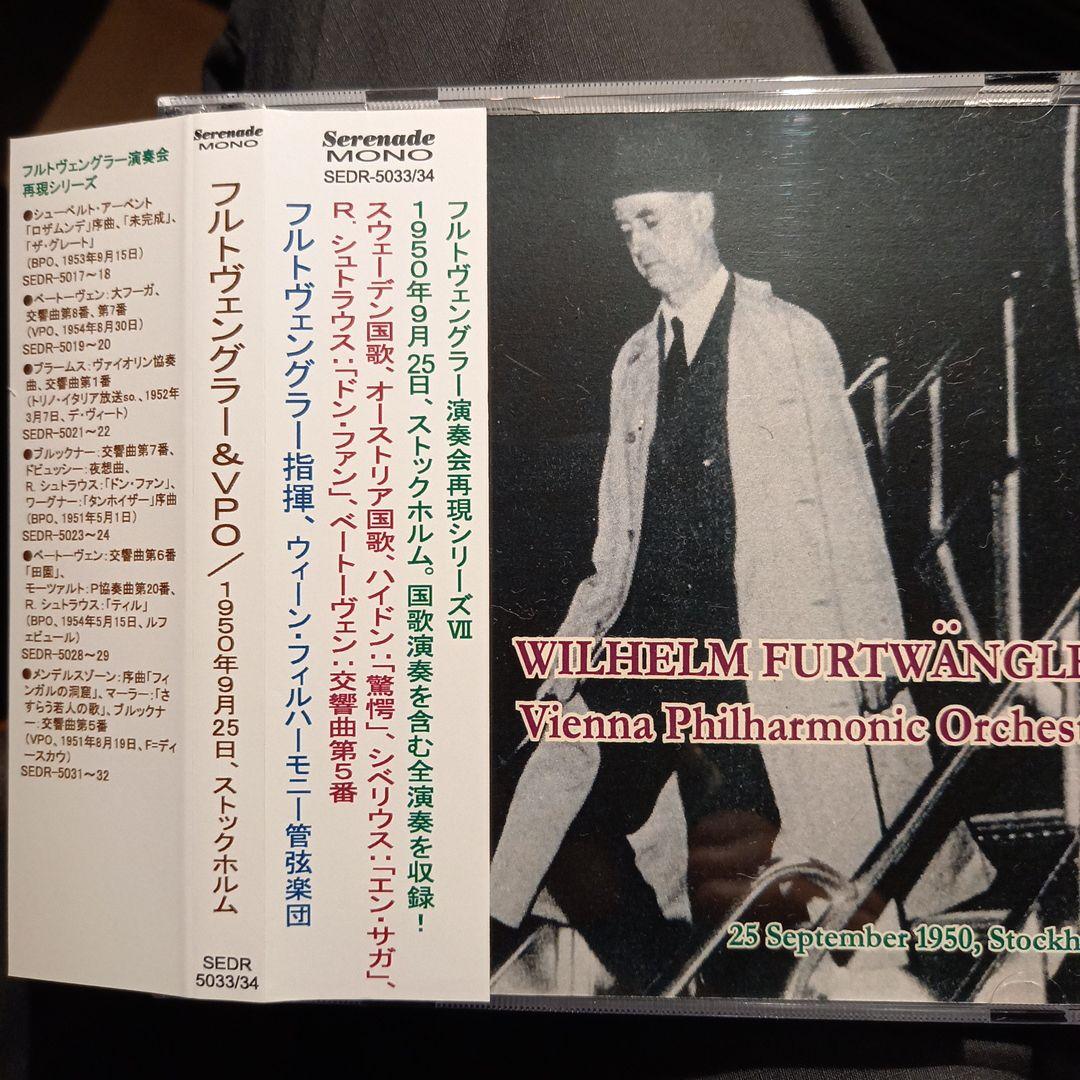 フルトヴェングラー演奏会
再現シリーズ
●シューベルト・アーベント
「ロザムンデ」序曲、「未完成」、
「ザ・グレート」
(BPO、1953年9月15日)
SEDR-5017～18
●ベートーヴェン:大フーガ、
交響曲第8番、第7番
(VPO、1954年8月30日)
SEDR-5019～20
●ブラームス:ヴァイオリン協奏
曲、交響曲第1番
(トリノ・イタリア放送so.、1952年
3月7日、デ・ヴィート)
SEDR-5021～22
●ブルックナー:交響曲第7番、
ドビュッシー:夜想曲、
R. シュトラウス:「ドン・ファン」、
ワーグナー:「タンホイザー」序曲
(BPO、1951年5月1日)
SEDR-5023～24
●ベートーヴェン:交響曲第6番
「田園」、
モーツァルト:P協奏曲第20番、
R. シュトラウス:「ティル」
(BPO、1954年5月15日、ルフ
ェビュール)
SEDR-5028～29
●メンデルスゾーン:序曲「フィ
ンガルの洞窟」、マーラー:「さ
すらう若人の歌」、ブルックナ
ー:交響曲第5番
(VPO、1951年8月19日、F=ディ
ースカウ)
SEDR-5031～32
Serenade
MONO
フルトヴェングラー&VPO/1950年9月25日、ストックホルム
SEDR
5033/34
Serenade
MONO
SEDR-5033/34
フルトヴェングラー演奏会再現シリーズⅦ
1950年9月25日、ストックホルム。国歌演奏を含む全演奏を収録！
スウェーデン国歌、オーストリア国歌、ハイドン:「驚愕」、シベリウス:「エン・サガ」、
R. シュトラウス:「ドン・ファン」、ベートーヴェン:交響曲第5番
フルトヴェングラー指揮、ウィーン・フィルハーモニー管弦楽団
WILHELM FURTWÄNGLE
Vienna Philharmonic Orchest
25 September 1950, Stockh